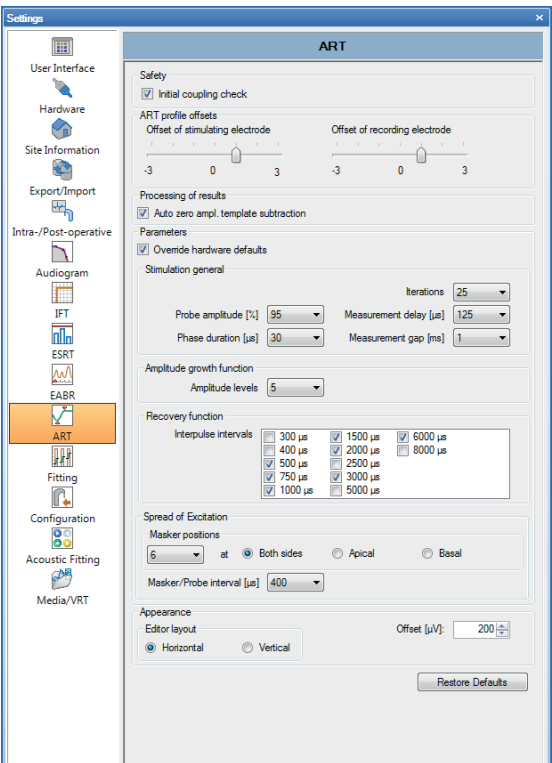 Settings
User Interface
Hardware
Site Information
Export/Import
Intra-/Post-operative
Audiogram
IFT
ESRT
EABR
ART
Fitting
Configuration
Acoustic Fitting
Media/VRT
ART
Safety
Initial coupling check
ART profile offsets
Offset of stimulating electrode Offset of recording electrode
-3 0 3 -3 0 3
Processing of results
Auto zero ampl. template subtraction
Parameters
Override hardware defaults
Stimulation general
Iterations 25
Probe amplitude [%] 95 Measurement delay [µs] 125
Phase duration [µs] 30 Measurement gap [ms] 1
Amplitude growth function
Amplitude levels 5
Recovery function
Interpulse intervals 300 µs 1500 µs 6000 µs
400 µs 2000 µs 8000 µs
500 µs 2500 µs
750 µs 3000 µs
1000 µs 5000 µs
Spread of Excitation
Masker positions
6 at Both sides Apical Basal
Masker/Probe interval [µs] 400
Appearance
Editor layout Offset [µV]: 200
Horizontal Vertical
Restore Defaults